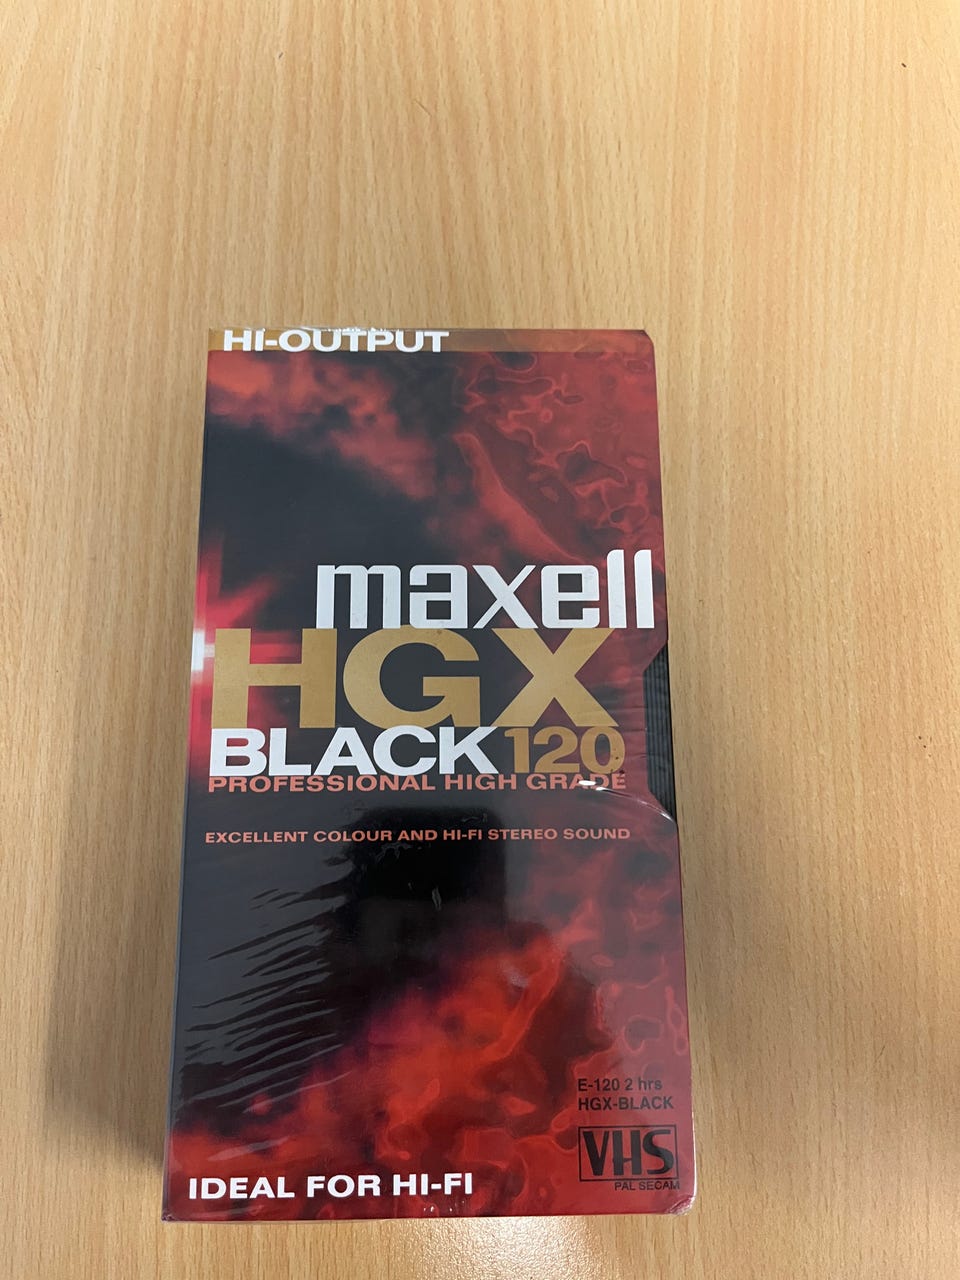 HI-OUTPUT
maxell
HGX
BLACK 120
PROFESSIONAL HIGH GRADE
EXCELLENT COLOUR AND HI-FI STEREO SOUND
E-120 2 hrs
HGX-BLACK
VHS
PAL SECAM
IDEAL FOR HI-FI